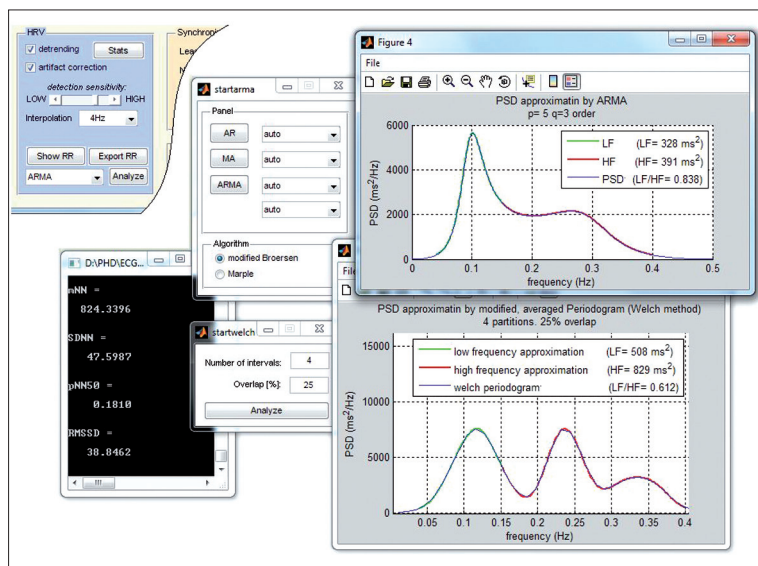 HRV
detrending
Stats
artifact correction
detection sensitivity:
LOW
HIGH
Interpolation
4Hz
Show RR
Export RR
ARMA
Analyze
startarma
Panel
AR
auto
MA
auto
ARMA
auto
auto
Algorithm
modified Broersen
Marple
D:\PHD\ECG...
mNN =
824.3396
SDNN =
47.5987
pNN50 =
0.1810
RMSSD =
38.8462
startwelch
Number of intervals:
4
Overlap [%]:
25
Analyze
Figure 4
File
PSD approximatin by ARMA
p= 5 q=3 order
LF (LF= 328 ms²)
HF (HF= 391 ms²)
PSD (LF/HF= 0.838)
PSD (ms²/Hz)
6000
4000
2000
0
0
0.1
0.2
0.3
0.4
0.5
frequency (Hz)
PSD approximatin by modified, averaged Periodogram (Welch method)
4 partitions. 25% overlap
low frequency approximation (LF= 508 ms²)
high frequency approximation (HF= 829 ms²)
welch periodogram (LF/HF= 0.612)
PSD (ms²/Hz)
15000
10000
5000
0
0.05
0.1
0.15
0.2
0.25
0.3
0.35
0.4
frequency (Hz)